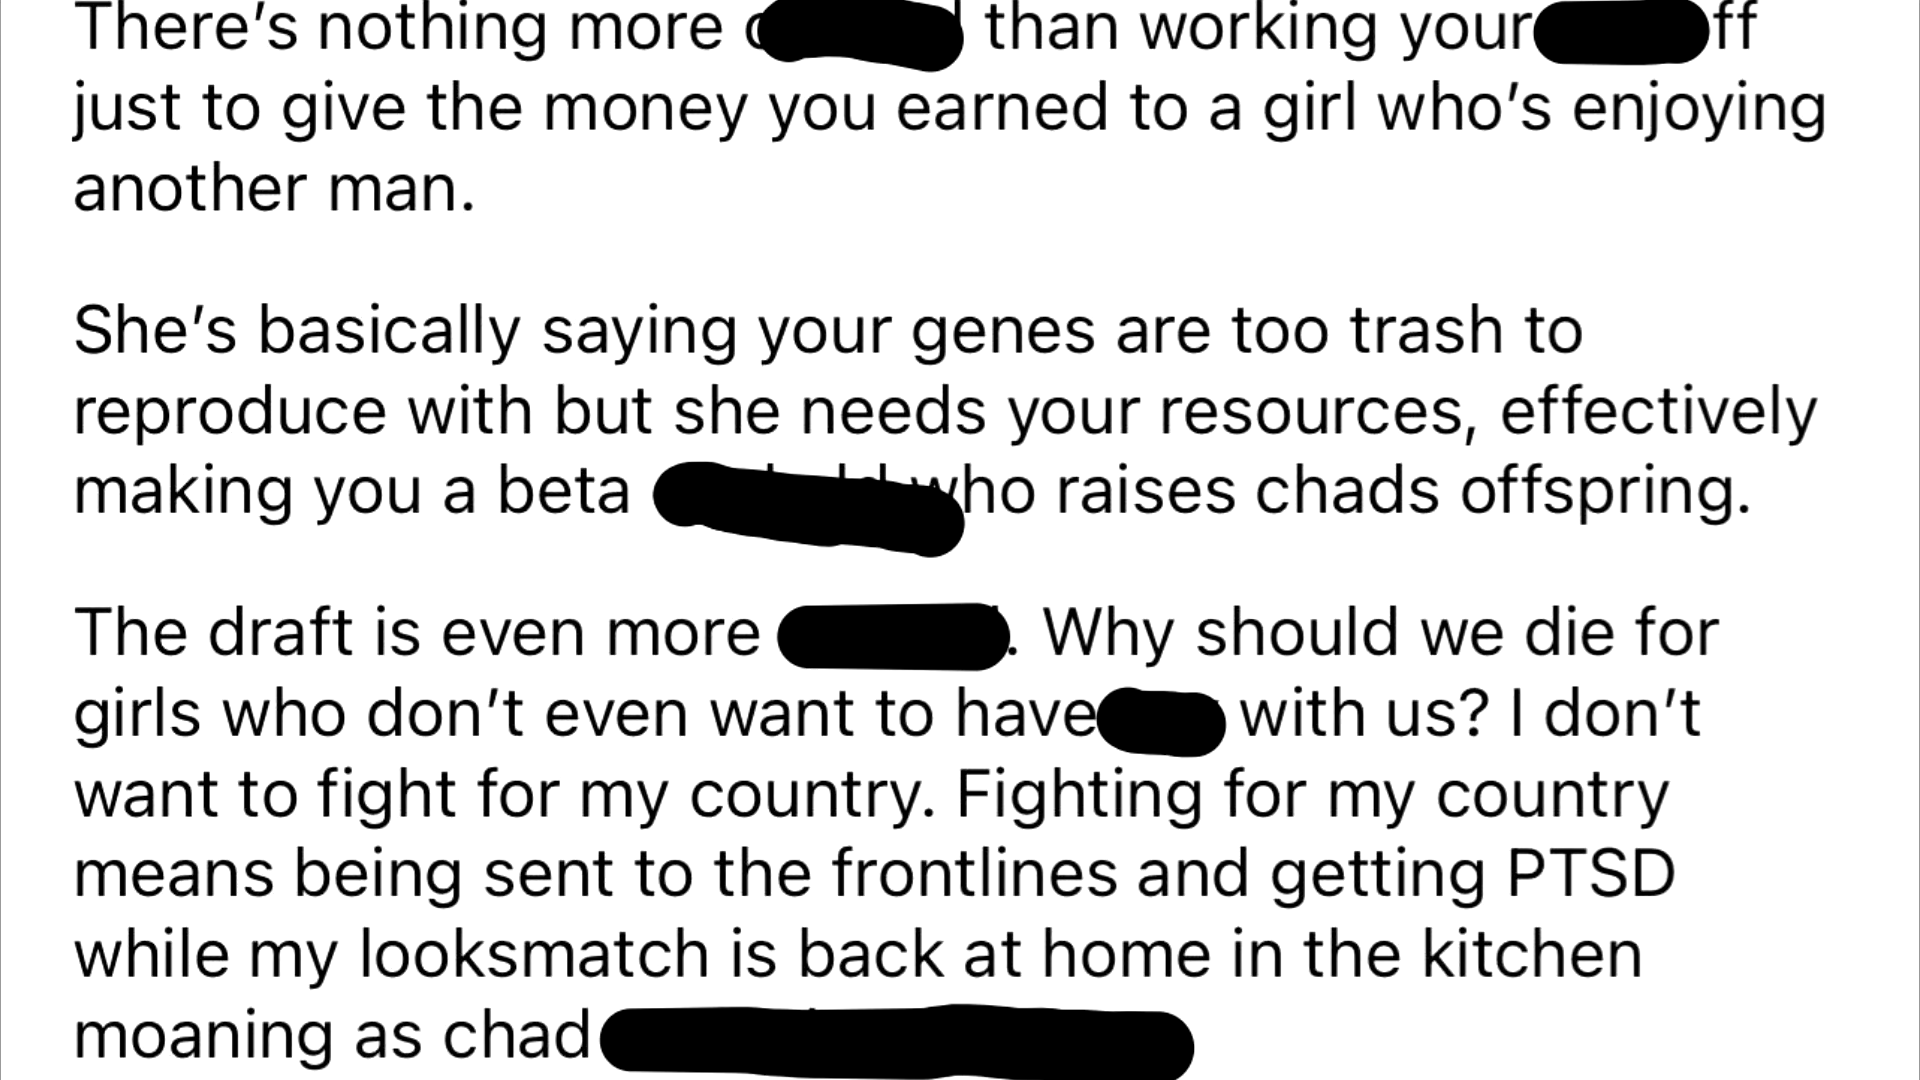 There’s nothing more than working your ff
just to give the money you earned to a girl who’s enjoying
another man.
She’s basically saying your genes are too trash to
reproduce with but she needs your resources, effectively
making you a beta who raises chads offspring.
The draft is even more . Why should we die for
girls who don’t even want to have with us? I don’t
want to fight for my country. Fighting for my country
means being sent to the frontlines and getting PTSD
while my looksmatch is back at home in the kitchen
moaning as chad